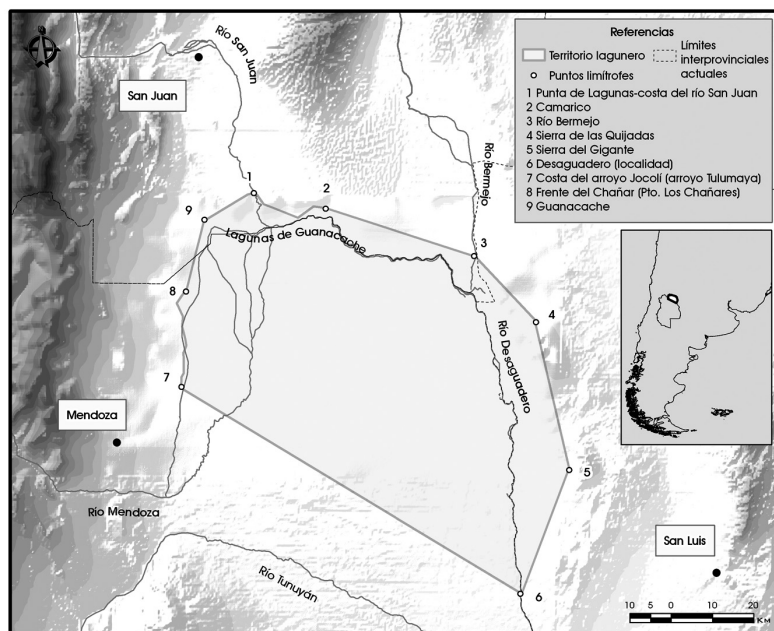 Referencias
Territorio lagunero
Límites
interprovinciales
actuales
Puntos limítrofes
1 Punta de Lagunas-costa del río San Juan
2 Camarico
3 Río Bermejo
4 Sierra de las Quijadas
5 Sierra del Gigante
6 Desaguadero (localidad)
7 Costa del arroyo Jocolí (arroyo Tulumaya)
8 Frente del Chañar (Pto. Los Chañares)
9 Guanacache
Río San Juan
San Juan
Río Bermejo
1
2
9
Lagunas de Guanacache
3
8
4
Río Desaguadero
7
Mendoza
5
Río Mendoza
San Luis
Río Tunuyán
6
10 5 0 10 20
KM